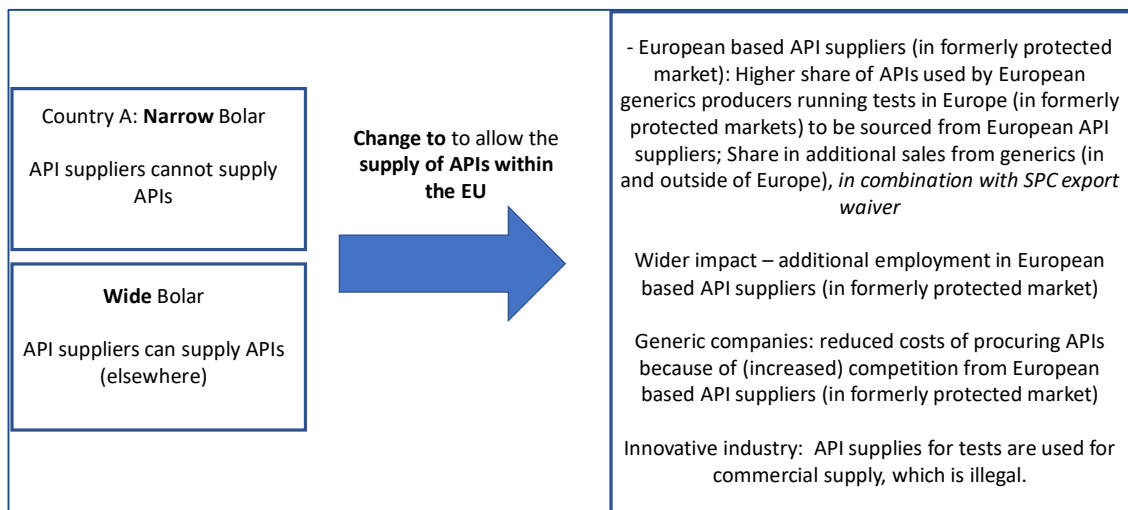 Country A: Narrow Bolar
API suppliers cannot supply
APIs
Wide Bolar
API suppliers can supply APIs
(elsewhere)
Change to to allow the
supply of APIs within
the EU
- European based API suppliers (in formerly protected
market): Higher share of APIs used by European
generics producers running tests in Europe (in formerly
protected markets) to be sourced from European API
suppliers; Share in additional sales from generics (in
and outside of Europe), in combination with SPC export
waiver
Wider impact – additional employment in European
based API suppliers (in formerly protected market)
Generic companies: reduced costs of procuring APIs
because of (increased) competition from European
based API suppliers (in formerly protected market)
Innovative industry:  API supplies for tests are used for
commercial supply, which is illegal.